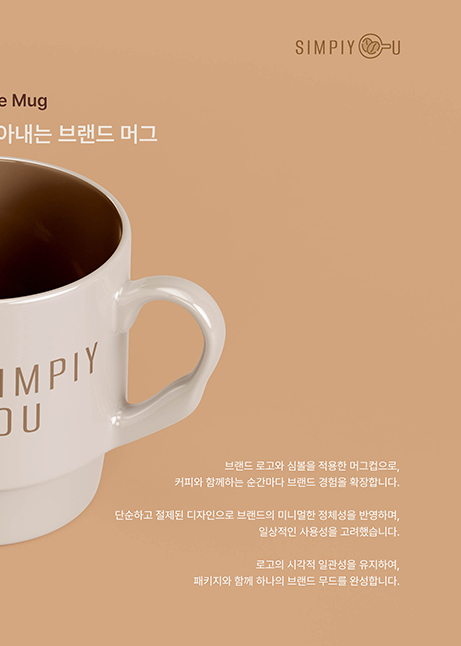 SIMPIY U
e Mug
아내는 브랜드 머그
IMPIY
OU
브랜드 로고와 심볼을 적용한 머그컵으로,
커피와 함께하는 순간마다 브랜드 경험을 확장합니다.
단순하고 절제된 디자인으로 브랜드의 미니멀한 정체성을 반영하며,
일상적인 사용성을 고려했습니다.
로고의 시각적 일관성을 유지하여,
패키지와 함께 하나의 브랜드 무드를 완성합니다.